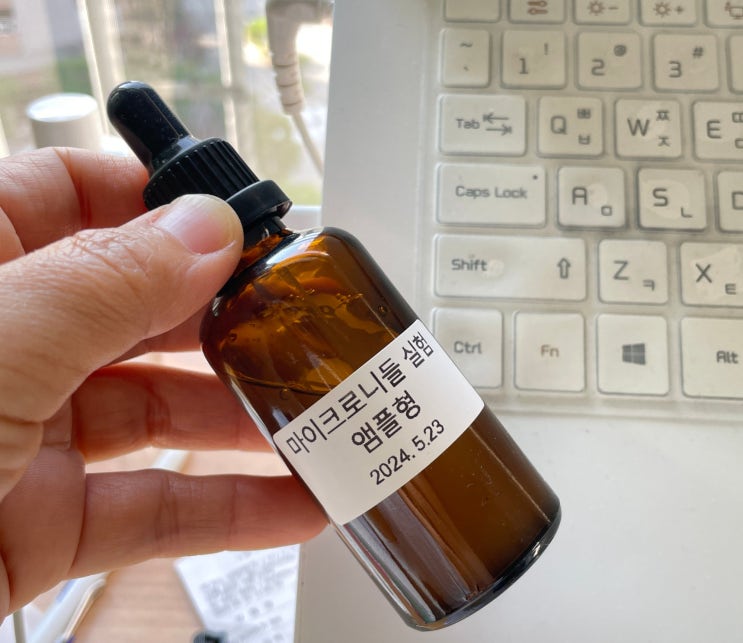 마이크로니들 실험
앰플형
2024. 5.23
~ `
1 !
2 @
3 #
Tab
Q ㅃ ㅂ
W ㅉ ㅈ
E
Caps Lock
A ㅁ
S ㄴ
Shift
Z ㅋ
X ㅌ
Ctrl
Fn
Alt